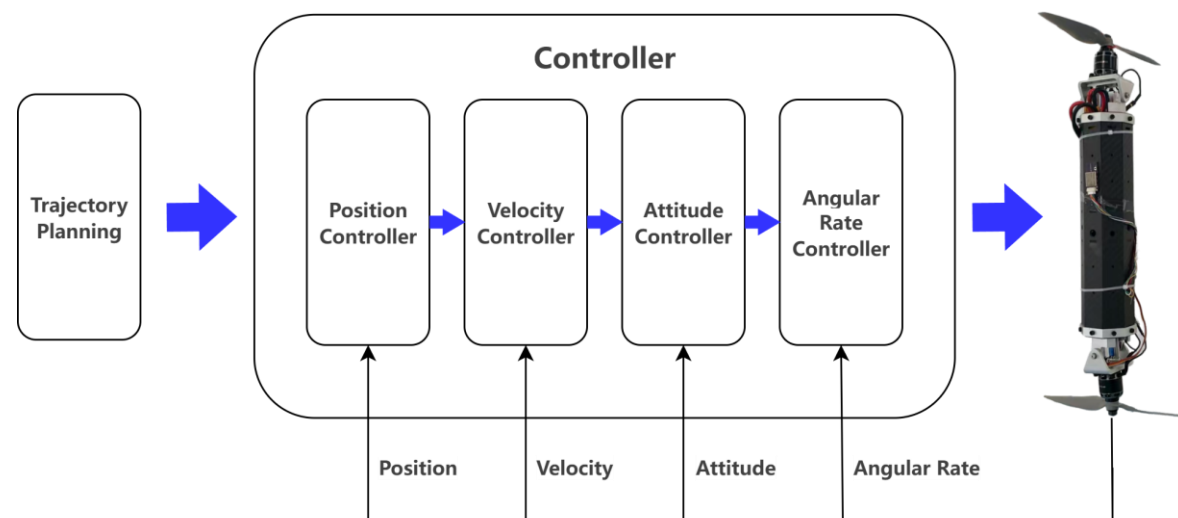 Controller
Trajectory
Planning
Position
Controller
Velocity
Controller
Attitude
Controller
Angular
Rate
Controller
Position
Velocity
Attitude
Angular Rate